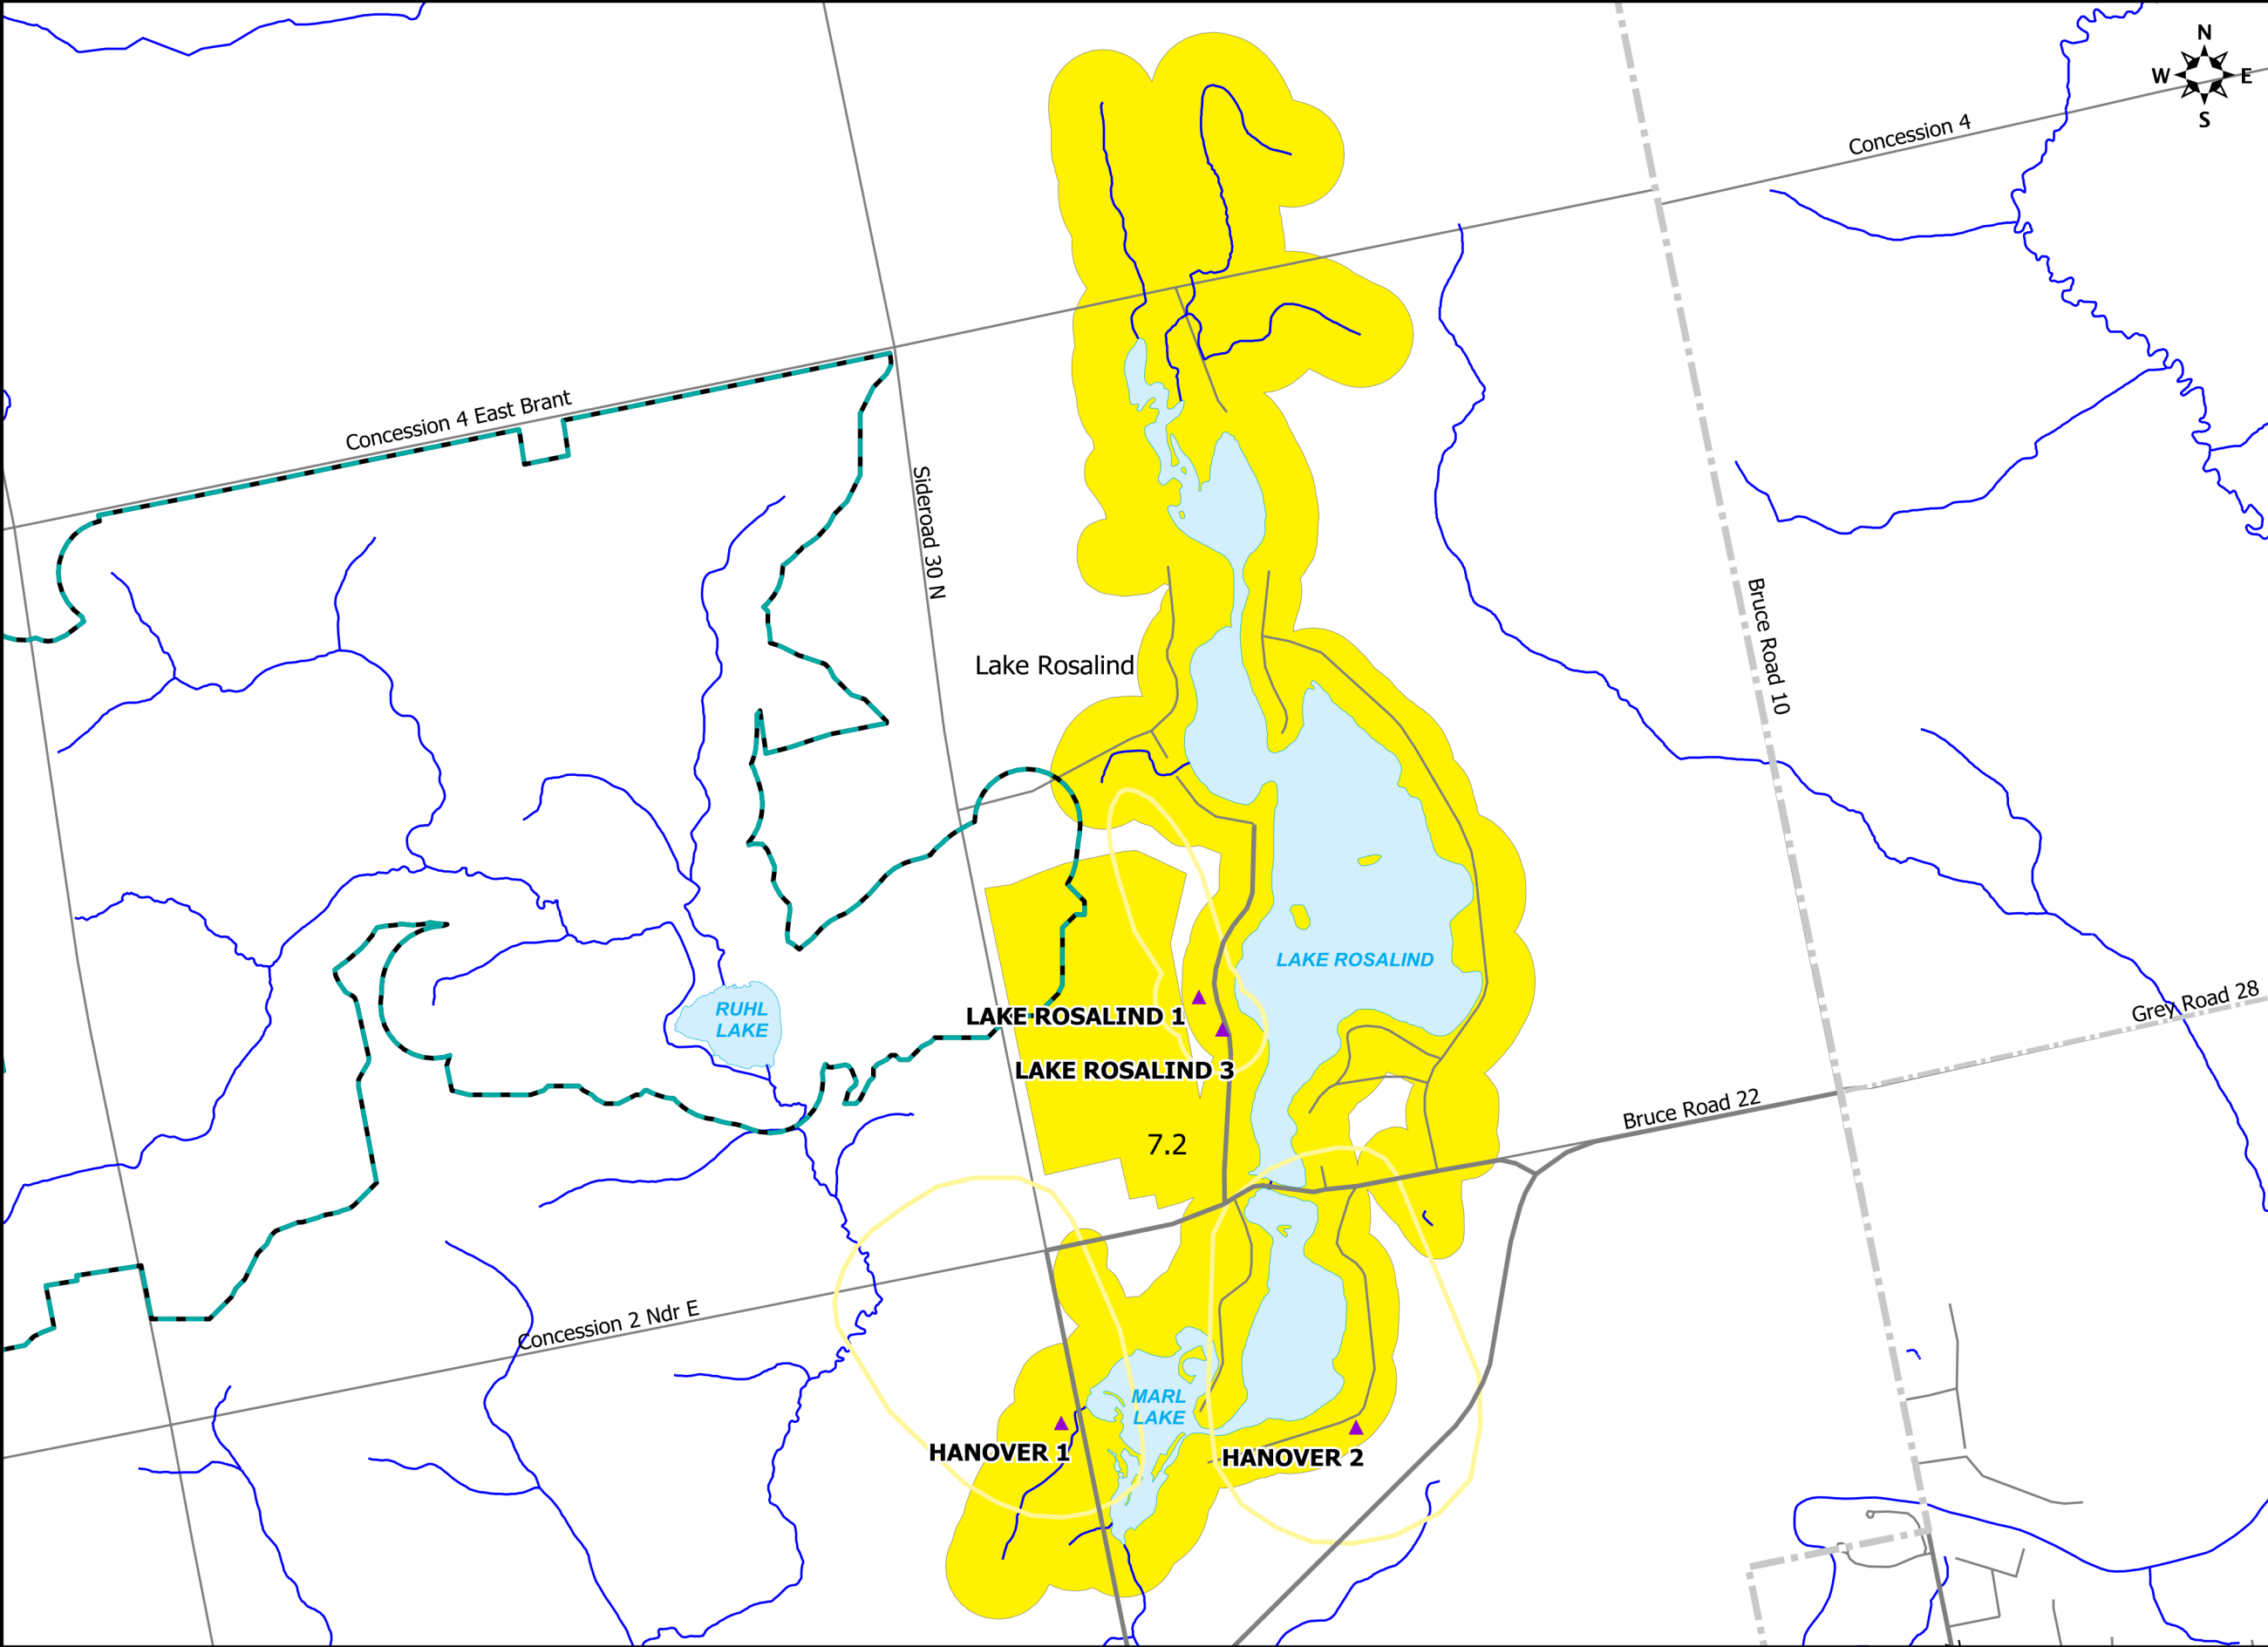 N
W E
S
Concession 4
Concession 4 East Brant
Sideroad 30 N
Bruce Road 10
Lake Rosalind
LAKE ROSALIND
RUHL
LAKE
LAKE ROSALIND 1
LAKE ROSALIND 3
Grey Road 28
Bruce Road 22
7.2
Concession 2 Ndr E
MARL
LAKE
HANOVER 1
HANOVER 2